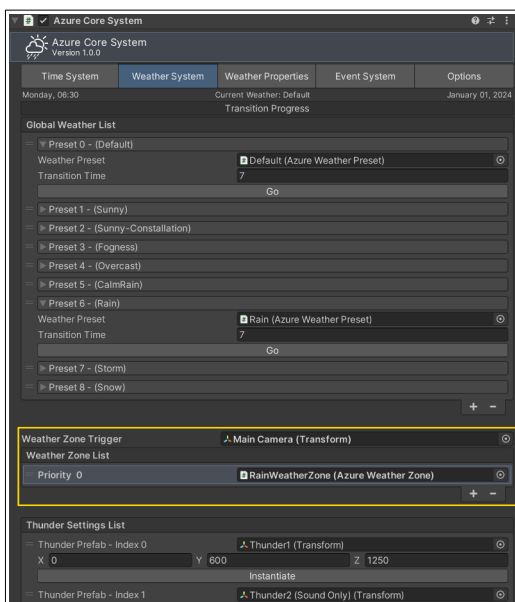 Azure Core System
Azure Core System
Version 1.0.0
Time System Weather System Weather Properties Event System Options
Monday, 06:30 Current Weather: Default January 01, 2024
Transition Progress
Global Weather List
Preset 0 - (Default)
Weather Preset Default (Azure Weather Preset)
Transition Time 7
Go
Preset 1 - (Sunny)
Preset 2 - (Sunny-Constallation)
Preset 3 - (Fogness)
Preset 4 - (Overcast)
Preset 5 - (CalmRain)
Preset 6 - (Rain)
Weather Preset Rain (Azure Weather Preset)
Transition Time 7
Go
Preset 7 - (Storm)
Preset 8 - (Snow)
+ -
Weather Zone Trigger Main Camera (Transform)
Weather Zone List
Priority 0 RainWeatherZone (Azure Weather Zone)
+ -
Thunder Settings List
Thunder Prefab - Index 0 Thunder1 (Transform)
X 0 Y 600 Z 1250
Instantiate
Thunder Prefab - Index 1 Thunder2 (Sound Only) (Transform)